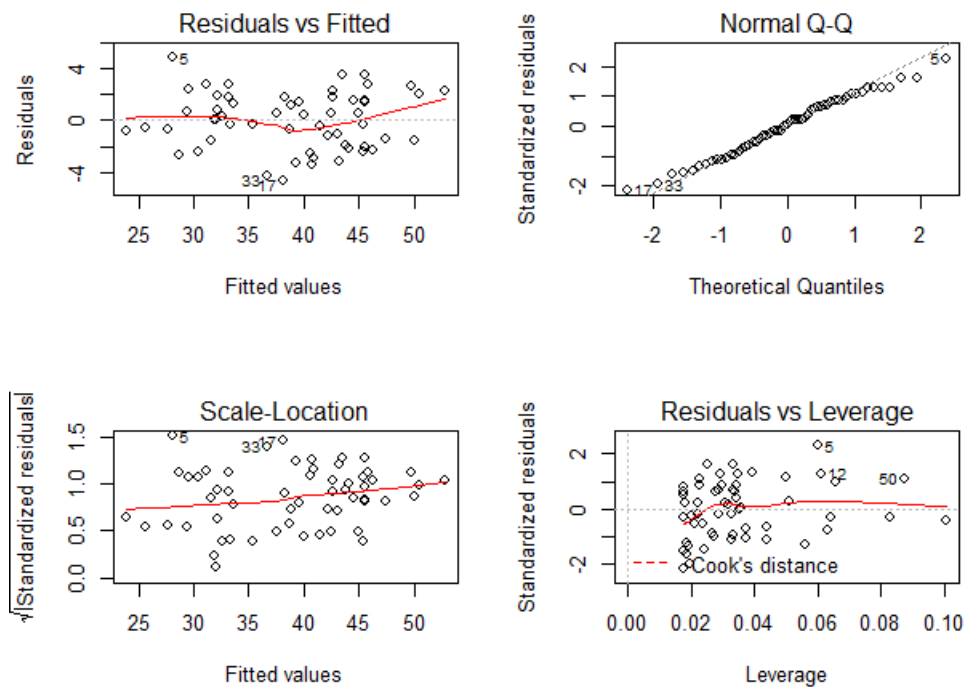 Residuals vs Fitted
Residuals
4
0
-4
5
33
17
25 30 35 40 45 50
Fitted values
Normal Q-Q
Standardized residuals
2
1
0
-2
5
17
33
-2 -1 0 1 2
Theoretical Quantiles
Scale-Location
√|Standardized residuals|
1.5
1.0
0.5
0.0
5
33
17
25 30 35 40 45 50
Fitted values
Residuals vs Leverage
Standardized residuals
2
0
-2
5
12
50
Cook's distance
0.00 0.02 0.04 0.06 0.08 0.10
Leverage